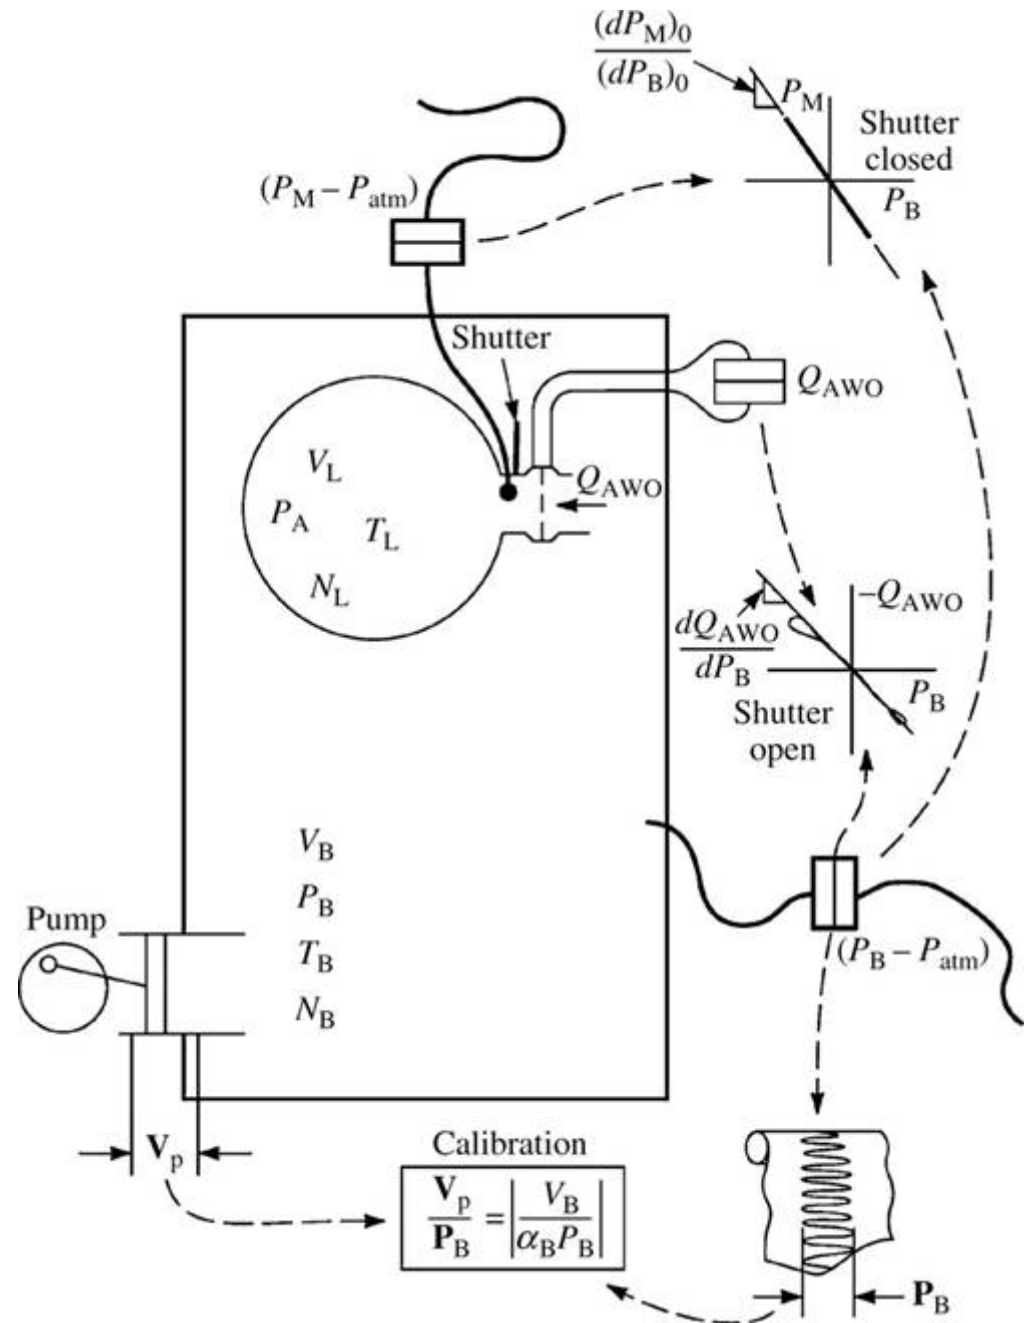 (dP_M)_0
(dP_B)_0
P_M
Shutter
closed
P_B
(P_M – P_atm)
Shutter
Q_AWO
V_L
Q_AWO
P_A
T_L
N_L
–Q_AWO
dQ_AWO
dP_B
P_B
Shutter
open
V_B
P_B
Pump
T_B
(P_B – P_atm)
N_B
V_p
Calibration
V_p
P_B
=
V_B
α_B P_B
P_B